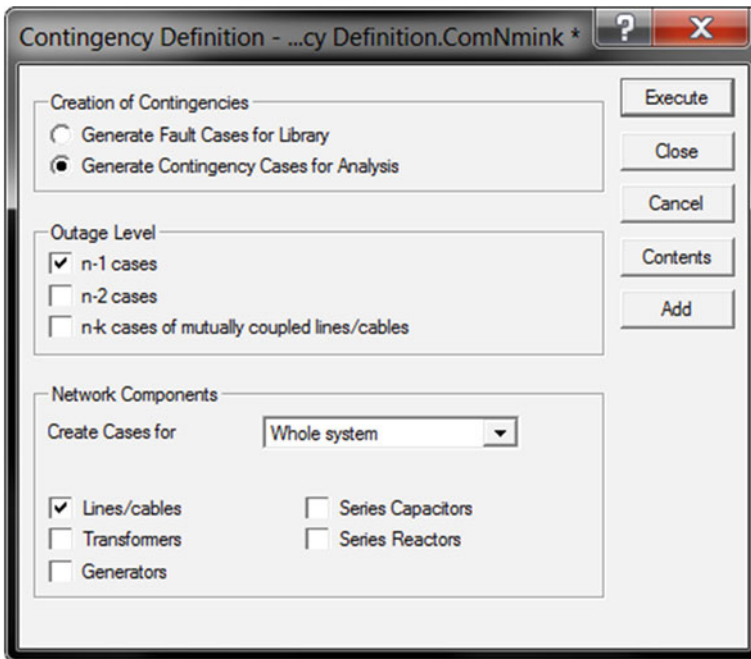 Contingency Definition - ...cy Definition.ComNmink *
?
X
Creation of Contingencies
Generate Fault Cases for Library
Generate Contingency Cases for Analysis
Execute
Close
Cancel
Contents
Add
Outage Level
n-1 cases
n-2 cases
n-k cases of mutually coupled lines/cables
Network Components
Create Cases for Whole system
Lines/cables Series Capacitors
Transformers Series Reactors
Generators